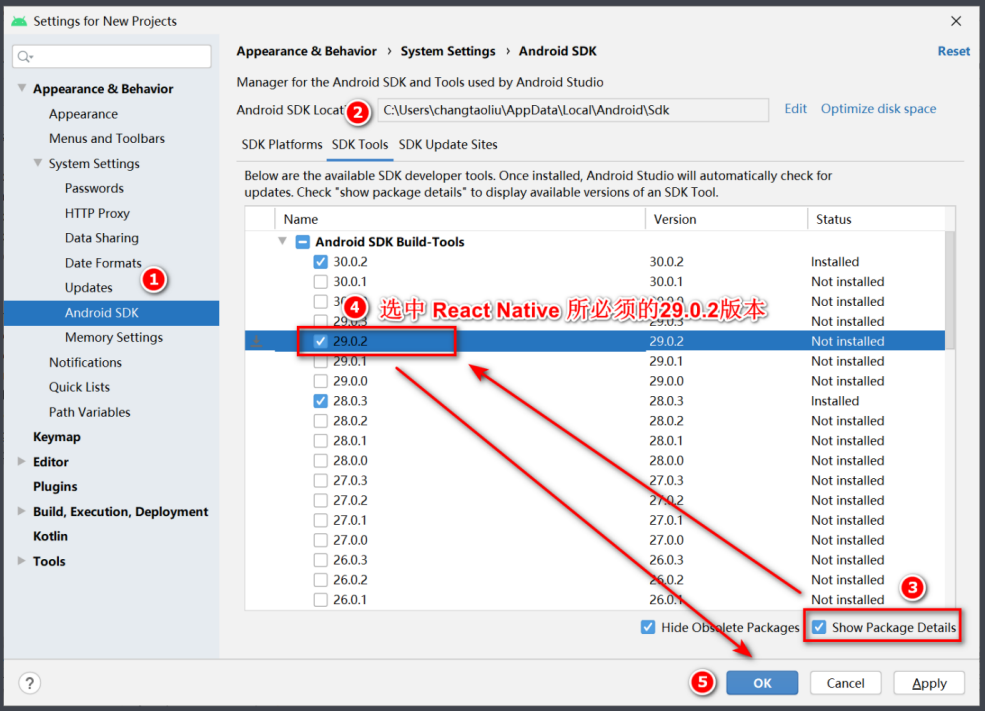 Settings for New Projects
Appearance & Behavior
Appearance
Menus and Toolbars
System Settings
Passwords
HTTP Proxy
Data Sharing
Date Formats
Updates
1
Android SDK
Memory Settings
Notifications
Quick Lists
Path Variables
Keymap
Editor
Plugins
Build, Execution, Deployment
Kotlin
Tools
Appearance & Behavior › System Settings › Android SDK
Reset
Manager for the Android SDK and Tools used by Android Studio
Android SDK Locati 2 C:\Users\changtaoliu\AppData\Local\Android\Sdk Edit Optimize disk space
SDK Platforms SDK Tools SDK Update Sites
Below are the available SDK developer tools. Once installed, Android Studio will automatically check for
updates. Check "show package details" to display available versions of an SDK Tool.
Name Version Status
Android SDK Build-Tools
30.0.2 30.0.2 Installed
30.0.1 30.0.1 Not installed
Not installed
4 选中 React Native 所必须的29.0.2版本
29.0.3 29.0.3 Not installed
29.0.2 29.0.2 Not installed
29.0.1 29.0.1 Not installed
29.0.0 29.0.0 Not installed
28.0.3 28.0.3 Installed
28.0.2 28.0.2 Not installed
28.0.1 28.0.1 Not installed
28.0.0 28.0.0 Not installed
27.0.3 27.0.3 Not installed
27.0.2 27.0.2 Not installed
27.0.1 27.0.1 Not installed
27.0.0 27.0.0 Not installed
26.0.3 26.0.3 Not installed
26.0.2 26.0.2 Not installed
26.0.1 26.0.1 Not installed
3
Hide Obsolete Packages Show Package Details
? 5 OK Cancel Apply